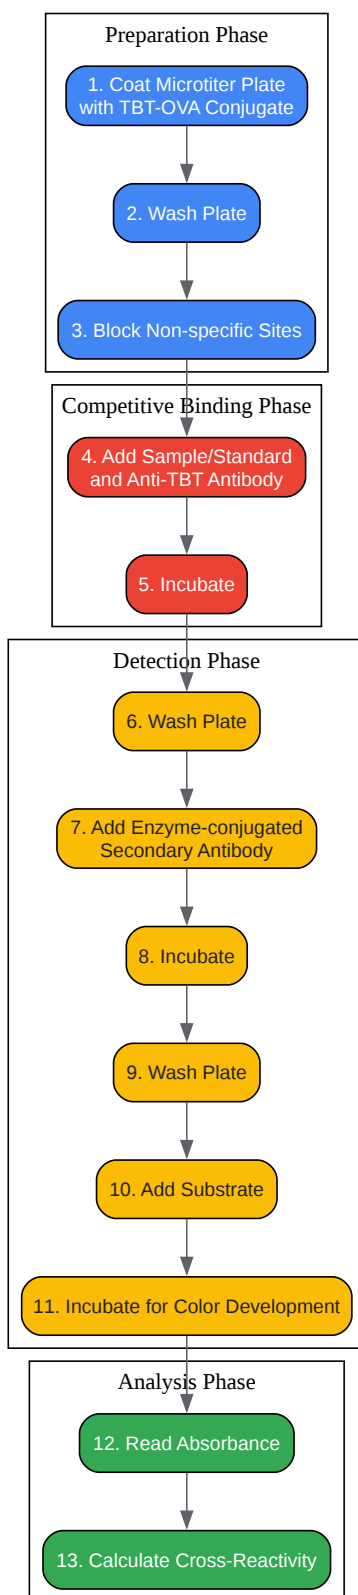 Preparation Phase
1. Coat Microtiter Plate
with TBT-OVA Conjugate
2. Wash Plate
3. Block Non-specific Sites
Competitive Binding Phase
4. Add Sample/Standard
and Anti-TBT Antibody
5. Incubate
Detection Phase
6. Wash Plate
7. Add Enzyme-conjugated
Secondary Antibody
8. Incubate
9. Wash Plate
10. Add Substrate
11. Incubate for Color Development
Analysis Phase
12. Read Absorbance
13. Calculate Cross-Reactivity